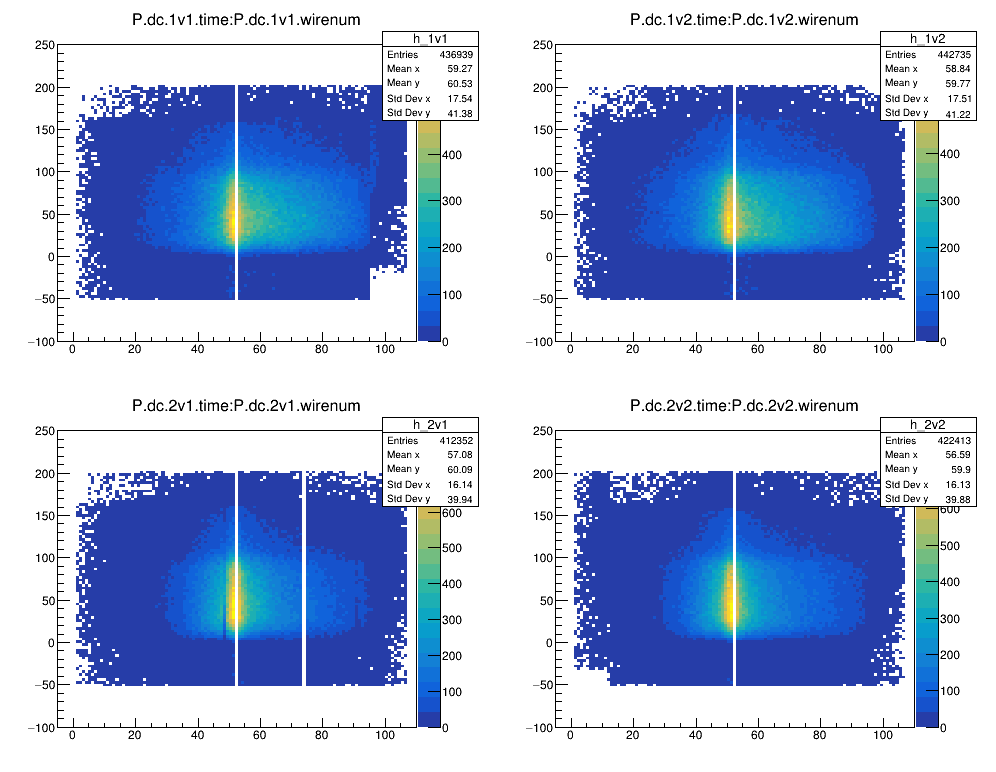 P.dc.1v1.time:P.dc.1v1.wirenum
h_1v1
Entries 436939
Mean x 59.27
Mean y 60.53
Std Dev x 17.54
Std Dev y 41.38
250
200
150
100
50
0
−50
−100
0 20 40 60 80 100
400
300
200
100
0
P.dc.1v2.time:P.dc.1v2.wirenum
h_1v2
Entries 442735
Mean x 58.84
Mean y 59.77
Std Dev x 17.51
Std Dev y 41.22
250
200
150
100
50
0
−50
−100
0 20 40 60 80 100
400
300
200
100
0
P.dc.2v1.time:P.dc.2v1.wirenum
h_2v1
Entries 412352
Mean x 57.08
Mean y 60.09
Std Dev x 16.14
Std Dev y 39.94
250
200
150
100
50
0
−50
−100
0 20 40 60 80 100
600
500
400
300
200
100
0
P.dc.2v2.time:P.dc.2v2.wirenum
h_2v2
Entries 422413
Mean x 56.59
Mean y 59.9
Std Dev x 16.13
Std Dev y 39.88
250
200
150
100
50
0
−50
−100
0 20 40 60 80 100
600
500
400
300
200
100
0